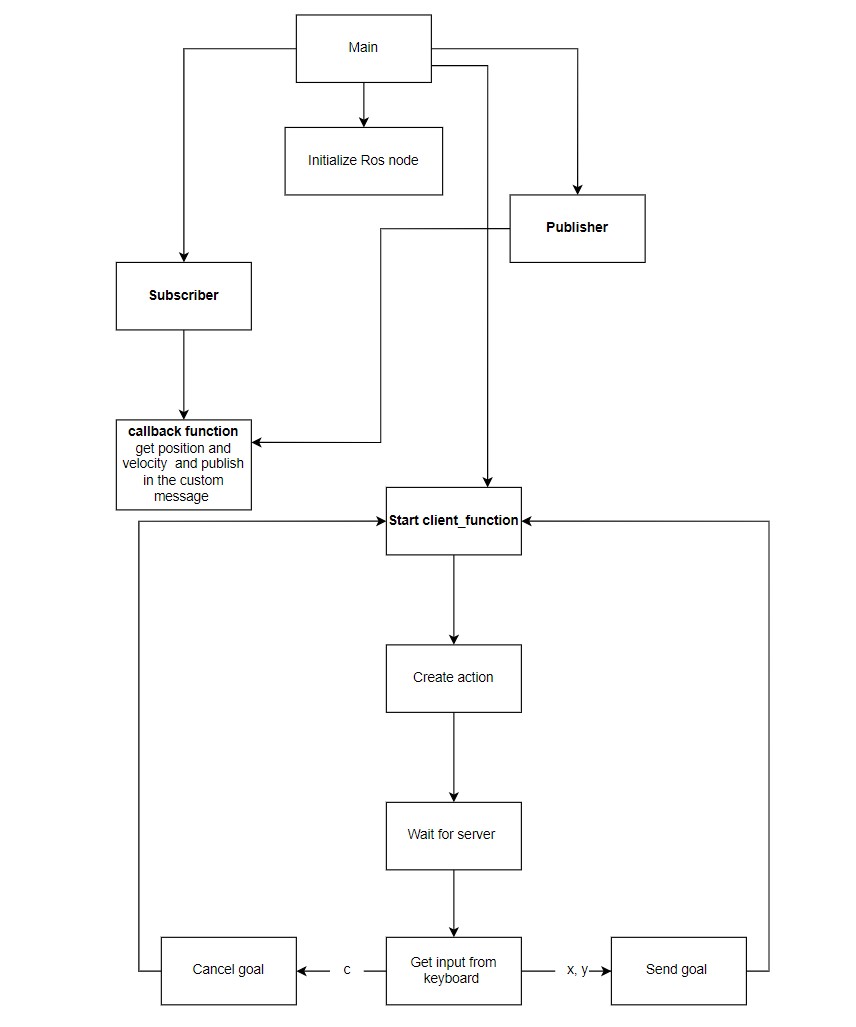 Main
Initialize Ros node
Publisher
Subscriber
callback function
get position and
velocity and publish
in the custom
message
Start client_function
Create action
Wait for server
Cancel goal
c
Get input from
keyboard
x, y
Send goal